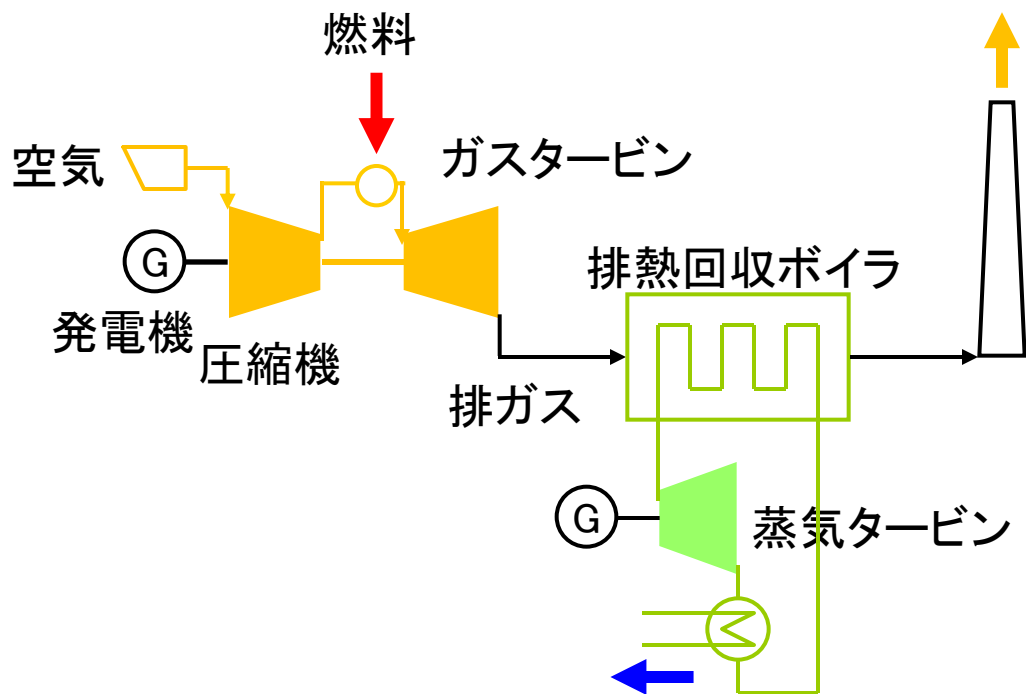 燃料
空気
ガスタービン
G
発電機
圧縮機
排熱回収ボイラ
排ガス
G
蒸気タービン